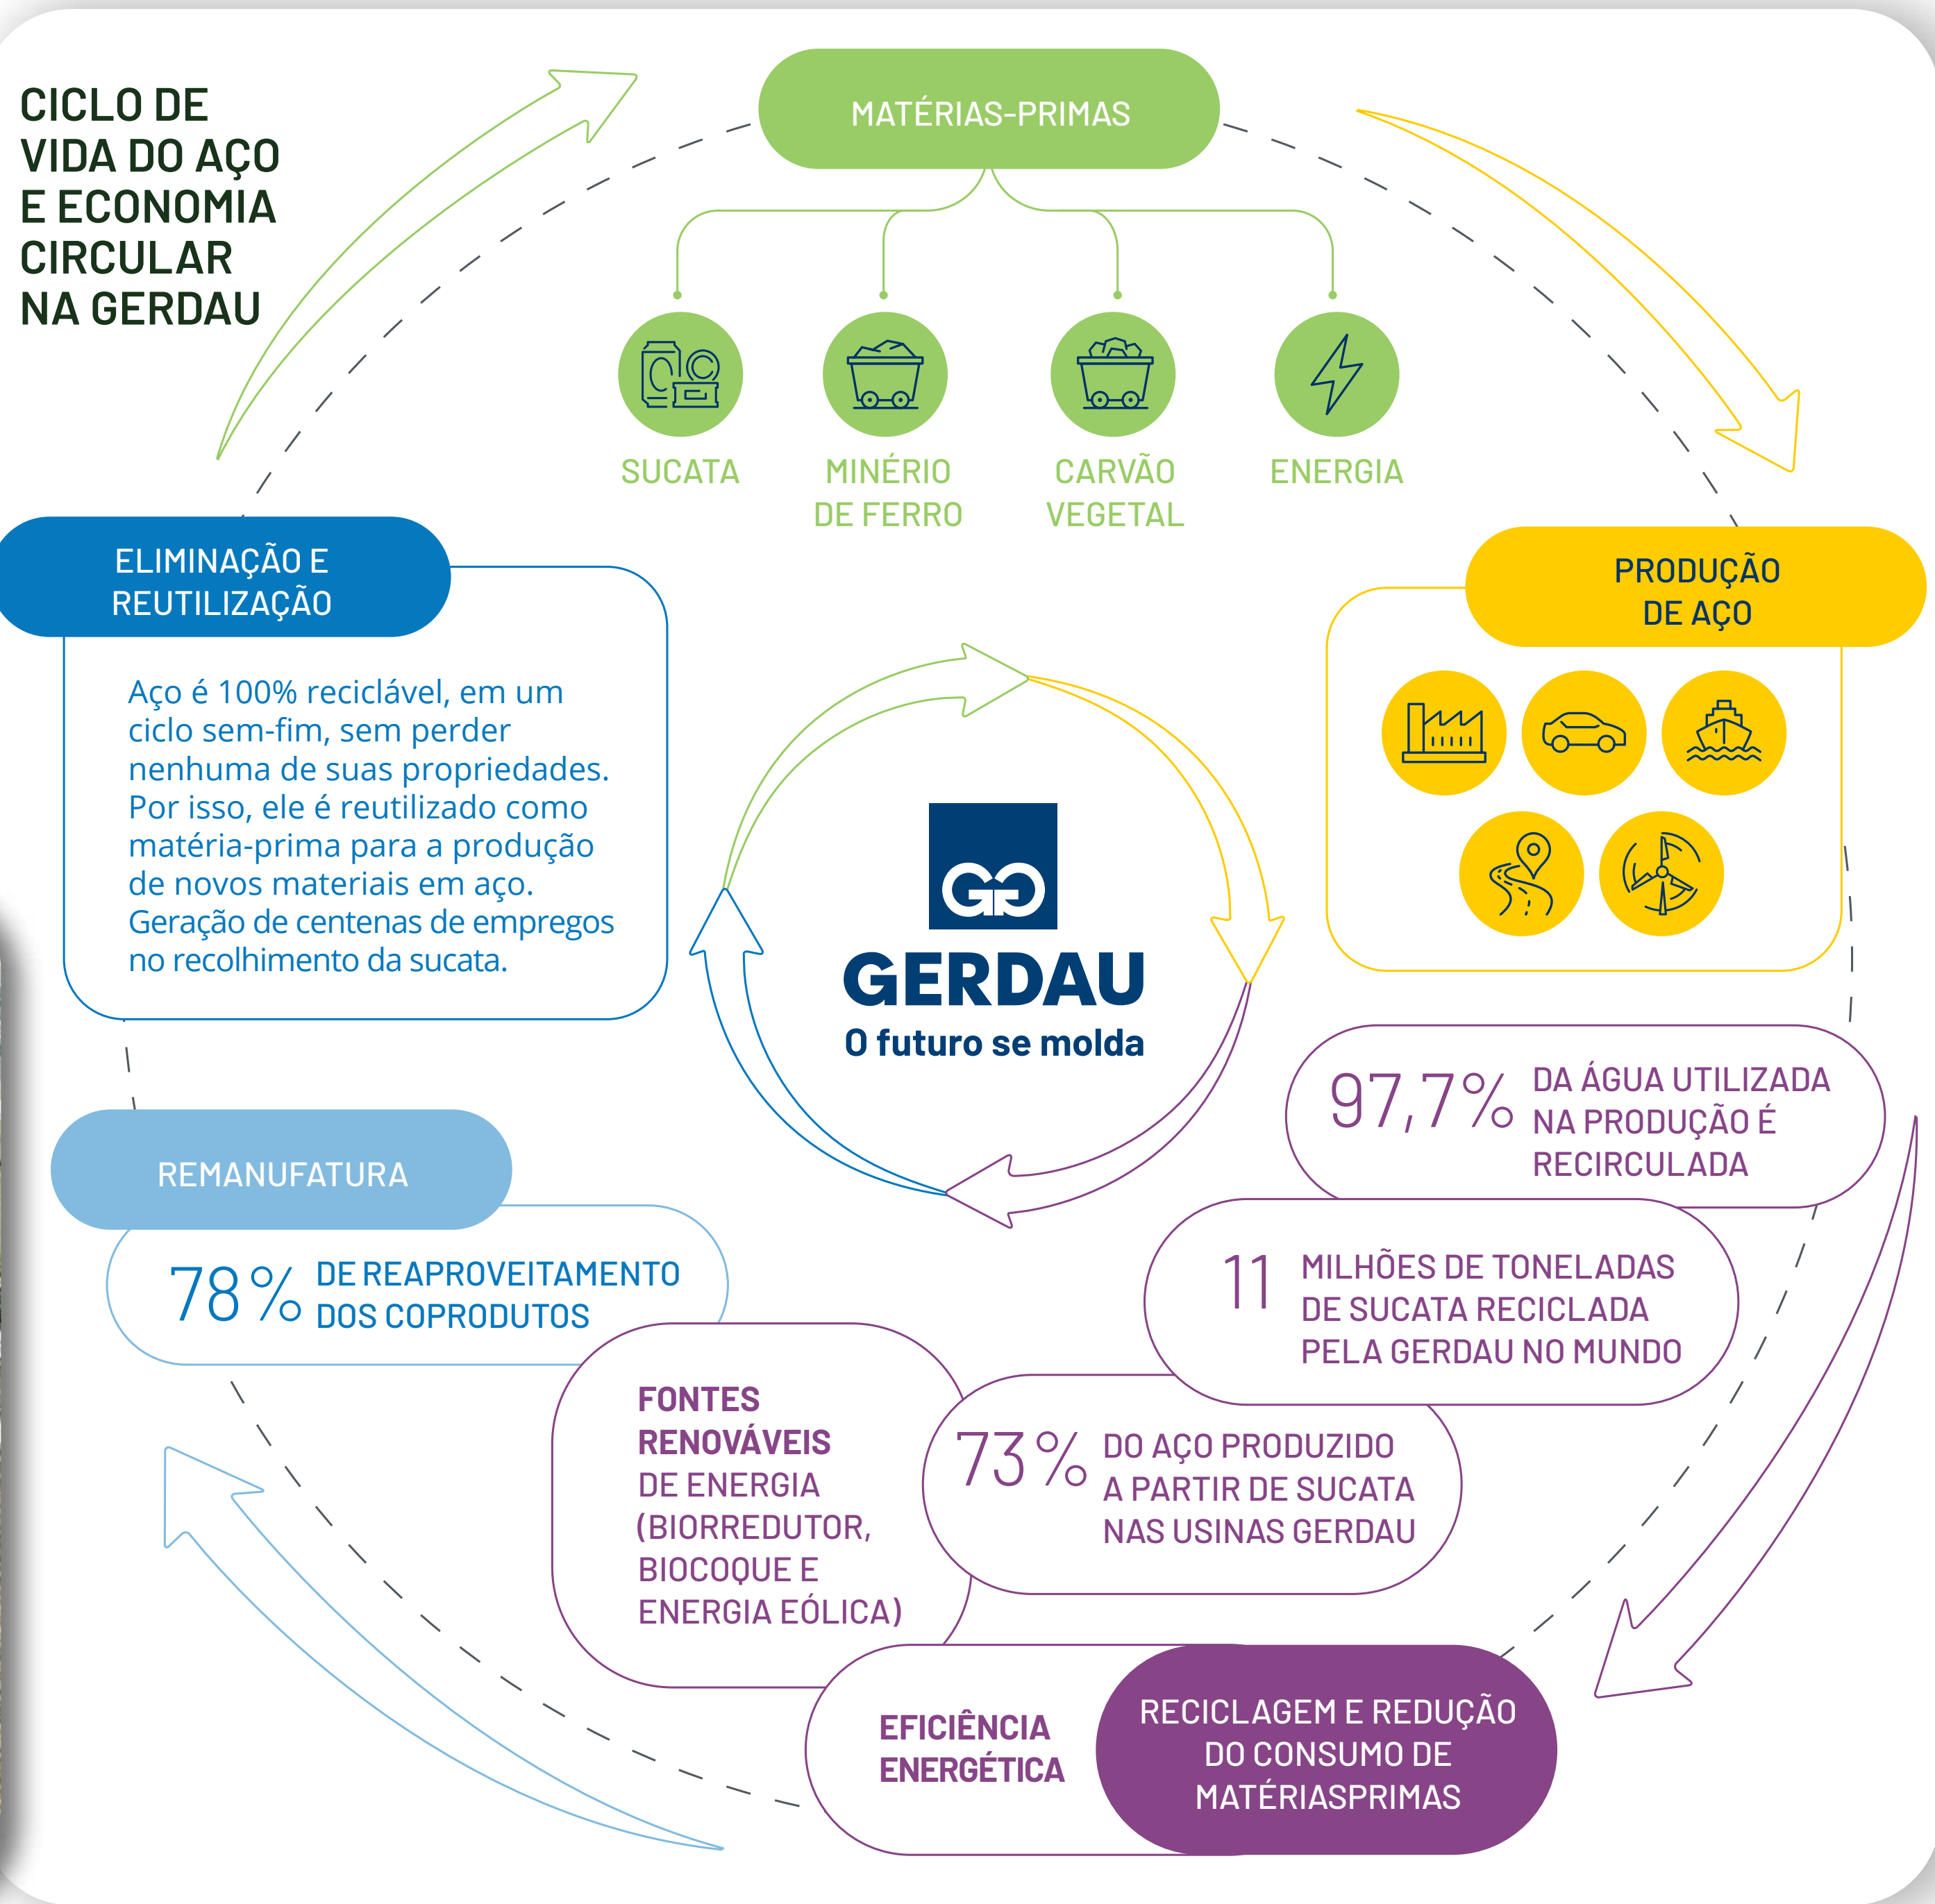 CICLO DE
VIDA DO AÇO
E ECONOMIA
CIRCULAR
NA GERDAU
MATÉRIAS-PRIMAS
SUCATA
MINÉRIO
DE FERRO
CARVÃO
VEGETAL
ENERGIA
PRODUÇÃO
DE AÇO
ELIMINAÇÃO E
REUTILIZAÇÃO
Aço é 100% reciclável, em um
ciclo sem-fim, sem perder
nenhuma de suas propriedades.
Por isso, ele é reutilizado como
matéria-prima para a produção
de novos materiais em aço.
Geração de centenas de empregos
no recolhimento da sucata.
GERDAU
O futuro se molda
97,7% DA ÁGUA UTILIZADA
NA PRODUÇÃO É
RECIRCULADA
11 MILHÕES DE TONELADAS
DE SUCATA RECICLADA
PELA GERDAU NO MUNDO
73% DO AÇO PRODUZIDO
A PARTIR DE SUCATA
NAS USINAS GERDAU
REMANUFATURA
78% DE REAPROVEITAMENTO
DOS COPRODUTOS
FONTES
RENOVÁVEIS
DE ENERGIA
(BIORREDUTOR,
BIOCOQUE E
ENERGIA EÓLICA)
EFICIÊNCIA
ENERGÉTICA
RECICLAGEM E REDUÇÃO
DO CONSUMO DE
MATÉRIASPRIMAS